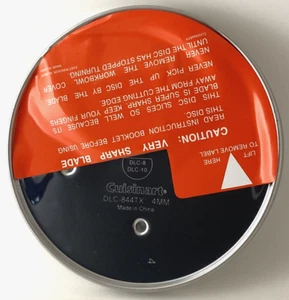 LIFT
HERE
TO REMOVE LABEL
CAUTION: VERY SHARP BLADE
READ INSTRUCTION BOOKLET BEFORE USING
THIS DISC.
THIS DISC SLICES SO WELL BECAUSE ITS
SUPER SHARP KEEP YOUR FINGERS
AWAY FROM THE CUTTING EDGE
NEVER PICK UP THE DISC BY THE BLADE
NEVER REMOVE THE WORKBOWL COVER
UNTIL THE DISC HAS STOPPED TURNING
DLC-8
DLC-10
Cuisinart
DLC-844TX 4MM
Made in China